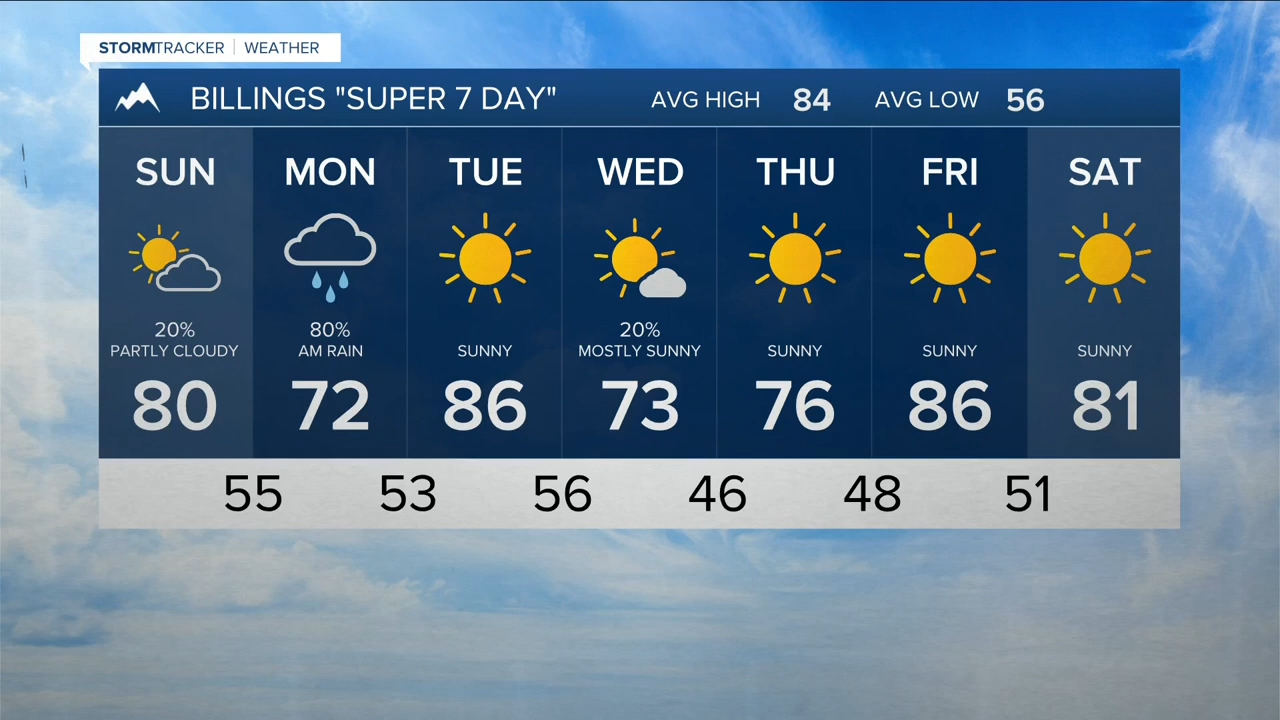 STORMTRACKER | WEATHER
BILLINGS "SUPER 7 DAY" AVG HIGH 84 AVG LOW 56
SUN MON TUE WED THU FRI SAT
20% 80% 20%
PARTLY CLOUDY AM RAIN SUNNY MOSTLY SUNNY SUNNY SUNNY SUNNY
80 72 86 73 76 86 81
55 53 56 46 48 51